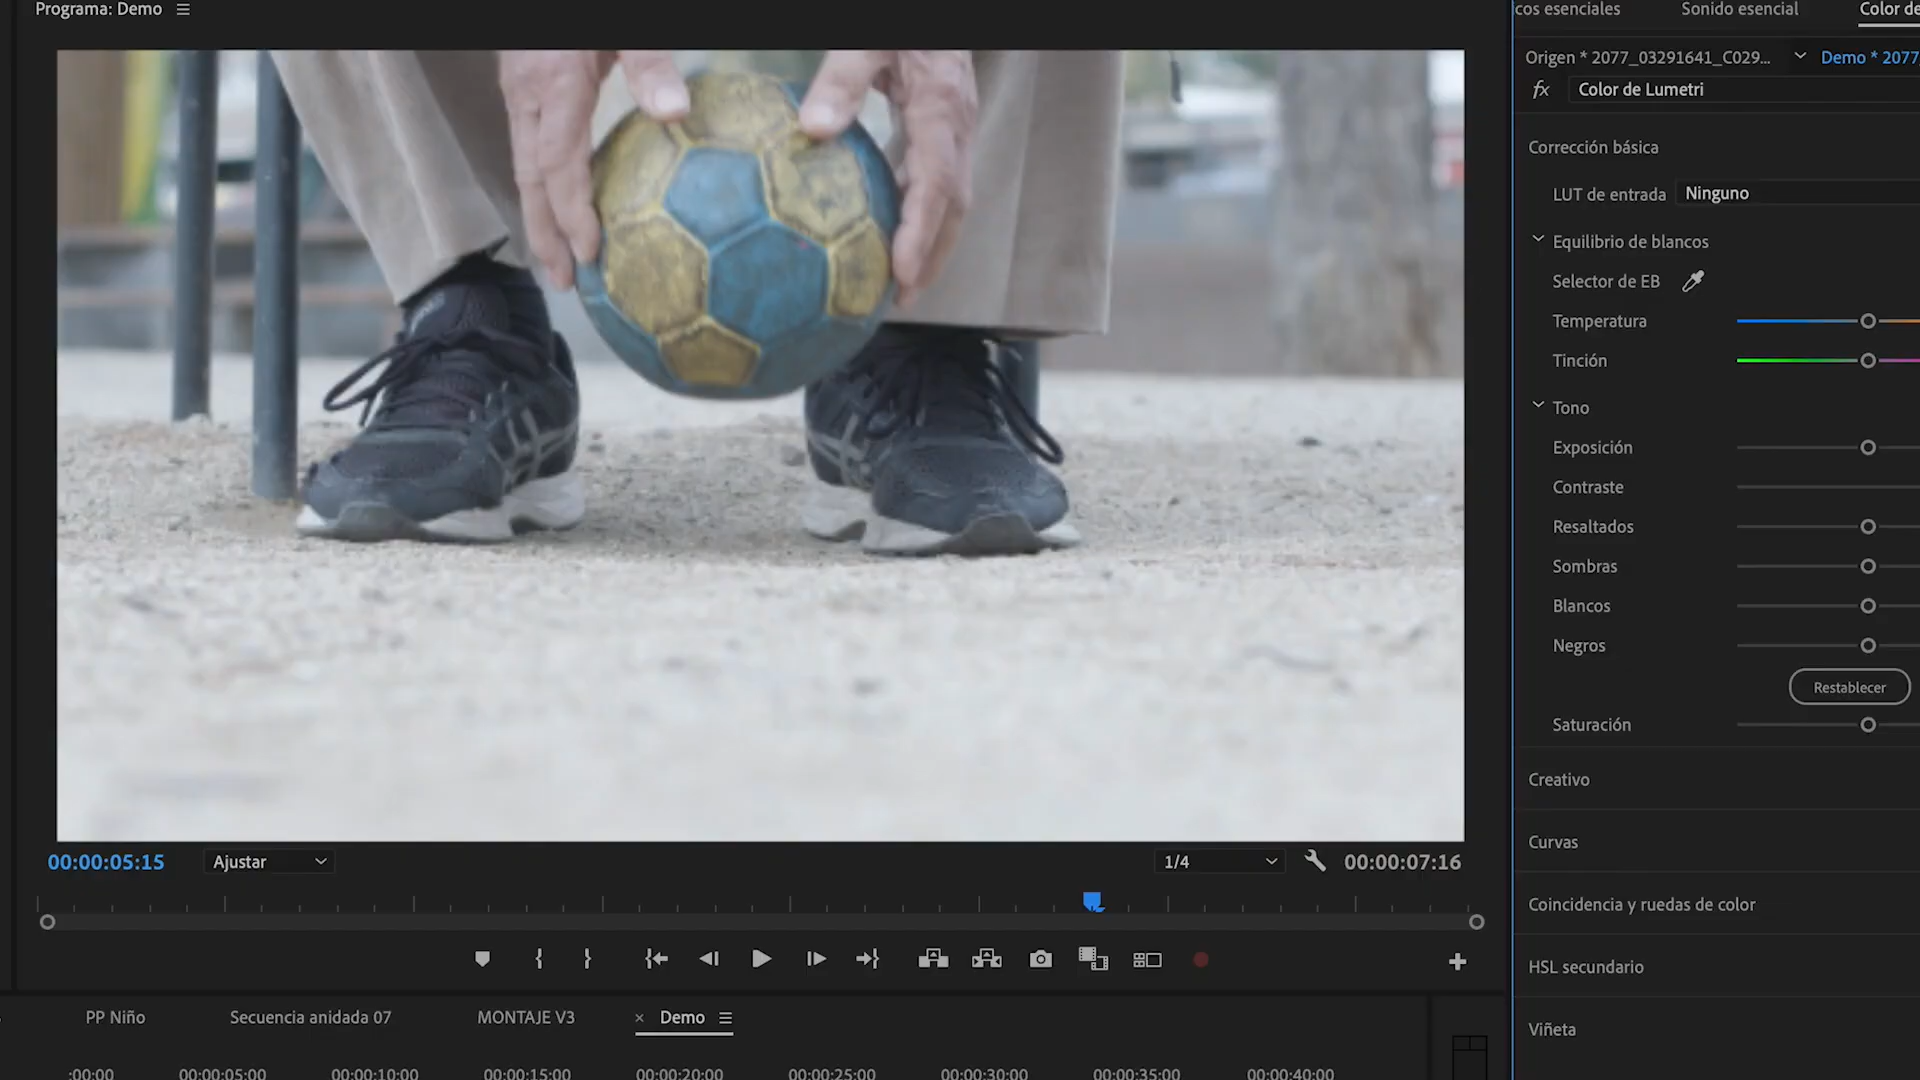 Programa: Demo
cos esenciales
Sonido esencial
Color de
Origen * 2077_03291641_C029...
Demo * 2077
fx
Color de Lumetri
Corrección básica
LUT de entrada
Ninguno
Equilibrio de blancos
Selector de EB
Temperatura
Tinción
Tono
Exposición
Contraste
Resaltados
Sombras
Blancos
Negros
Restablecer
Saturación
Creativo
Curvas
Coincidencia y ruedas de color
HSL secundario
Viñeta
00:00:05:15
Ajustar
1/4
00:00:07:16
PP Niño
Secuencia anidada 07
MONTAJE V3
× Demo
:00:00
00:00:05:00
00:00:10:00
00:00:15:00
00:00:20:00
00:00:25:00
00:00:30:00
00:00:35:00
00:00:40:00